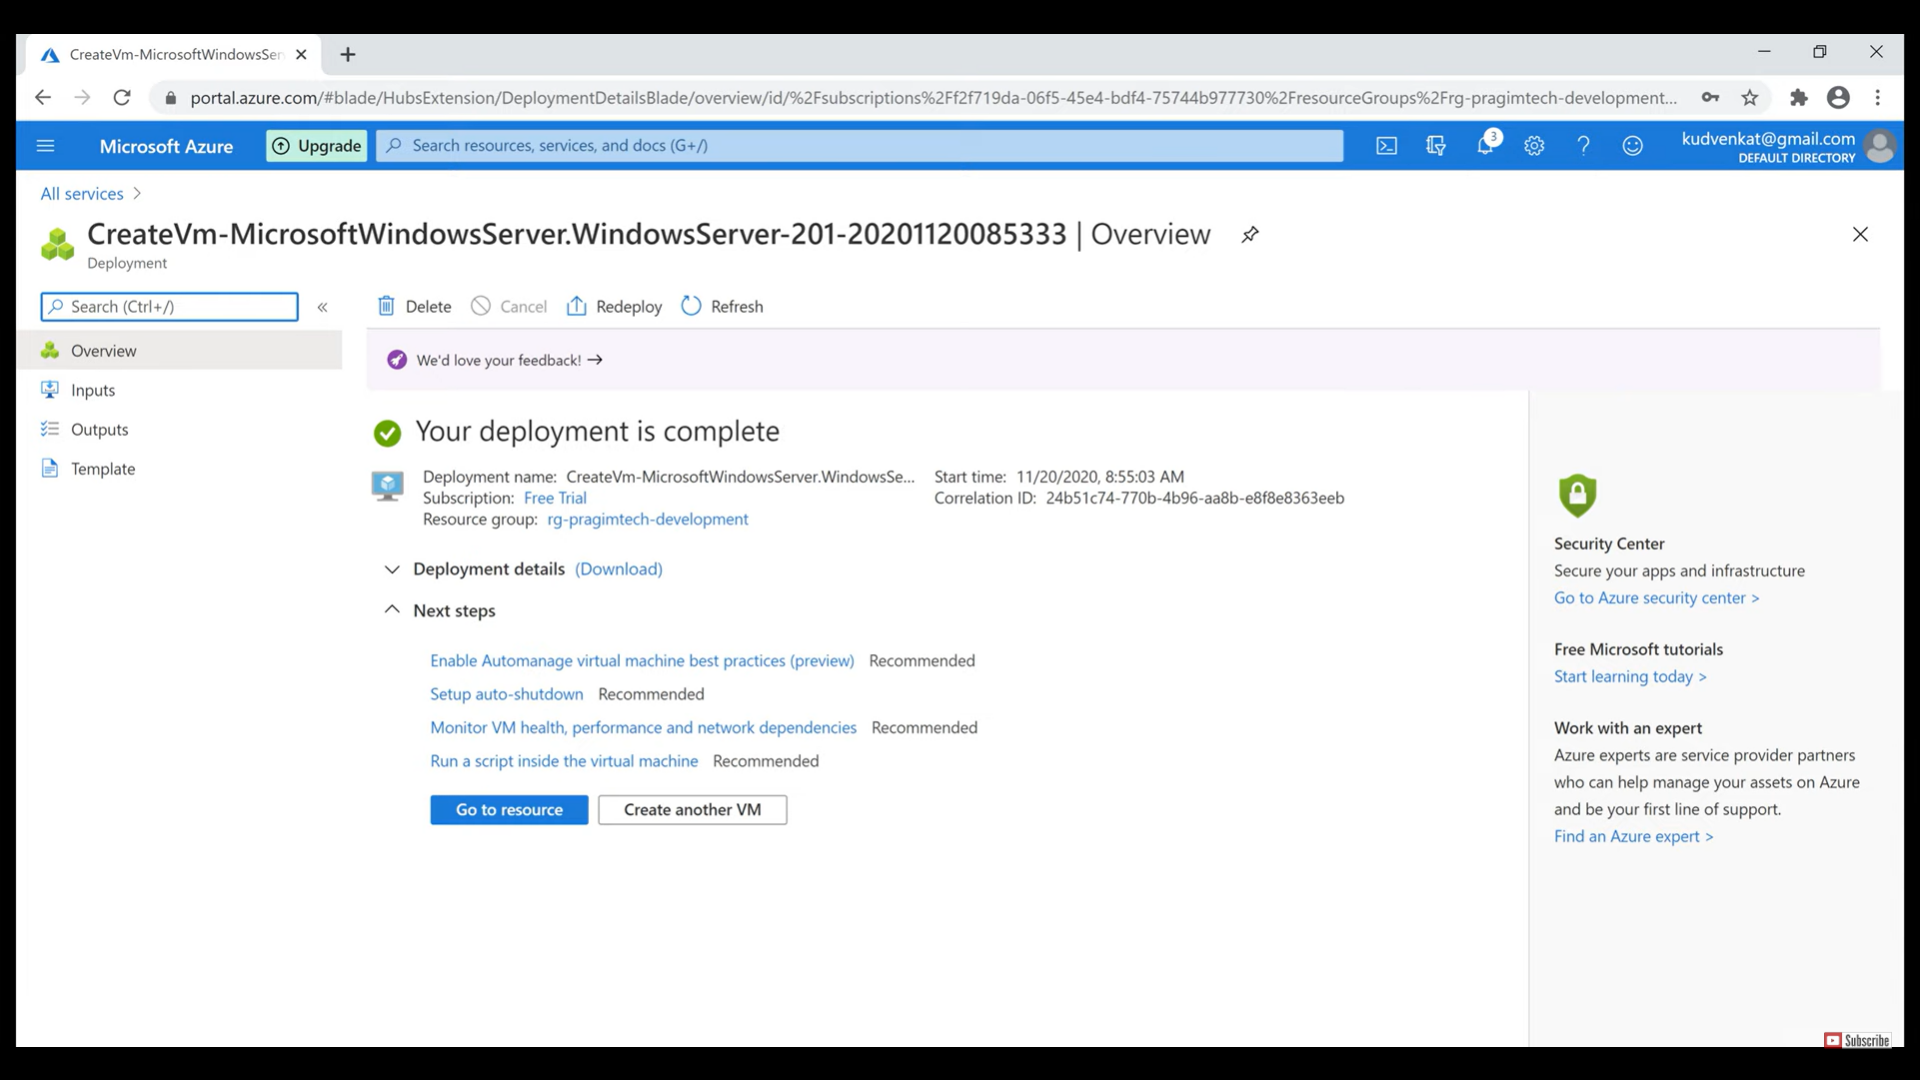 CreateVm-MicrosoftWindowsSer
portal.azure.com/#blade/HubsExtension/DeploymentDetailsBlade/overview/id/%2Fsubscriptions%2Ff2f719da-06f5-45e4-bdf4-75744b977730%2FresourceGroups%2Frg-pragimtech-development...
Microsoft Azure
Upgrade
Search resources, services, and docs (G+/)
3
kudvenkat@gmail.com
DEFAULT DIRECTORY
All services >
CreateVm-MicrosoftWindowsServer.WindowsServer-201-20201120085333 | Overview
Deployment
Search (Ctrl+/)
«
Delete
Cancel
Redeploy
Refresh
Overview
Inputs
Outputs
Template
We'd love your feedback! →
Your deployment is complete
Deployment name: CreateVm-MicrosoftWindowsServer.WindowsSe...
Subscription: Free Trial
Resource group: rg-pragimtech-development
Start time: 11/20/2020, 8:55:03 AM
Correlation ID: 24b51c74-770b-4b96-aa8b-e8f8e8363eeb
Deployment details (Download)
Next steps
Enable Automanage virtual machine best practices (preview) Recommended
Setup auto-shutdown Recommended
Monitor VM health, performance and network dependencies Recommended
Run a script inside the virtual machine Recommended
Go to resource
Create another VM
Security Center
Secure your apps and infrastructure
Go to Azure security center >
Free Microsoft tutorials
Start learning today >
Work with an expert
Azure experts are service provider partners
who can help manage your assets on Azure
and be your first line of support.
Find an Azure expert >
Subscribe